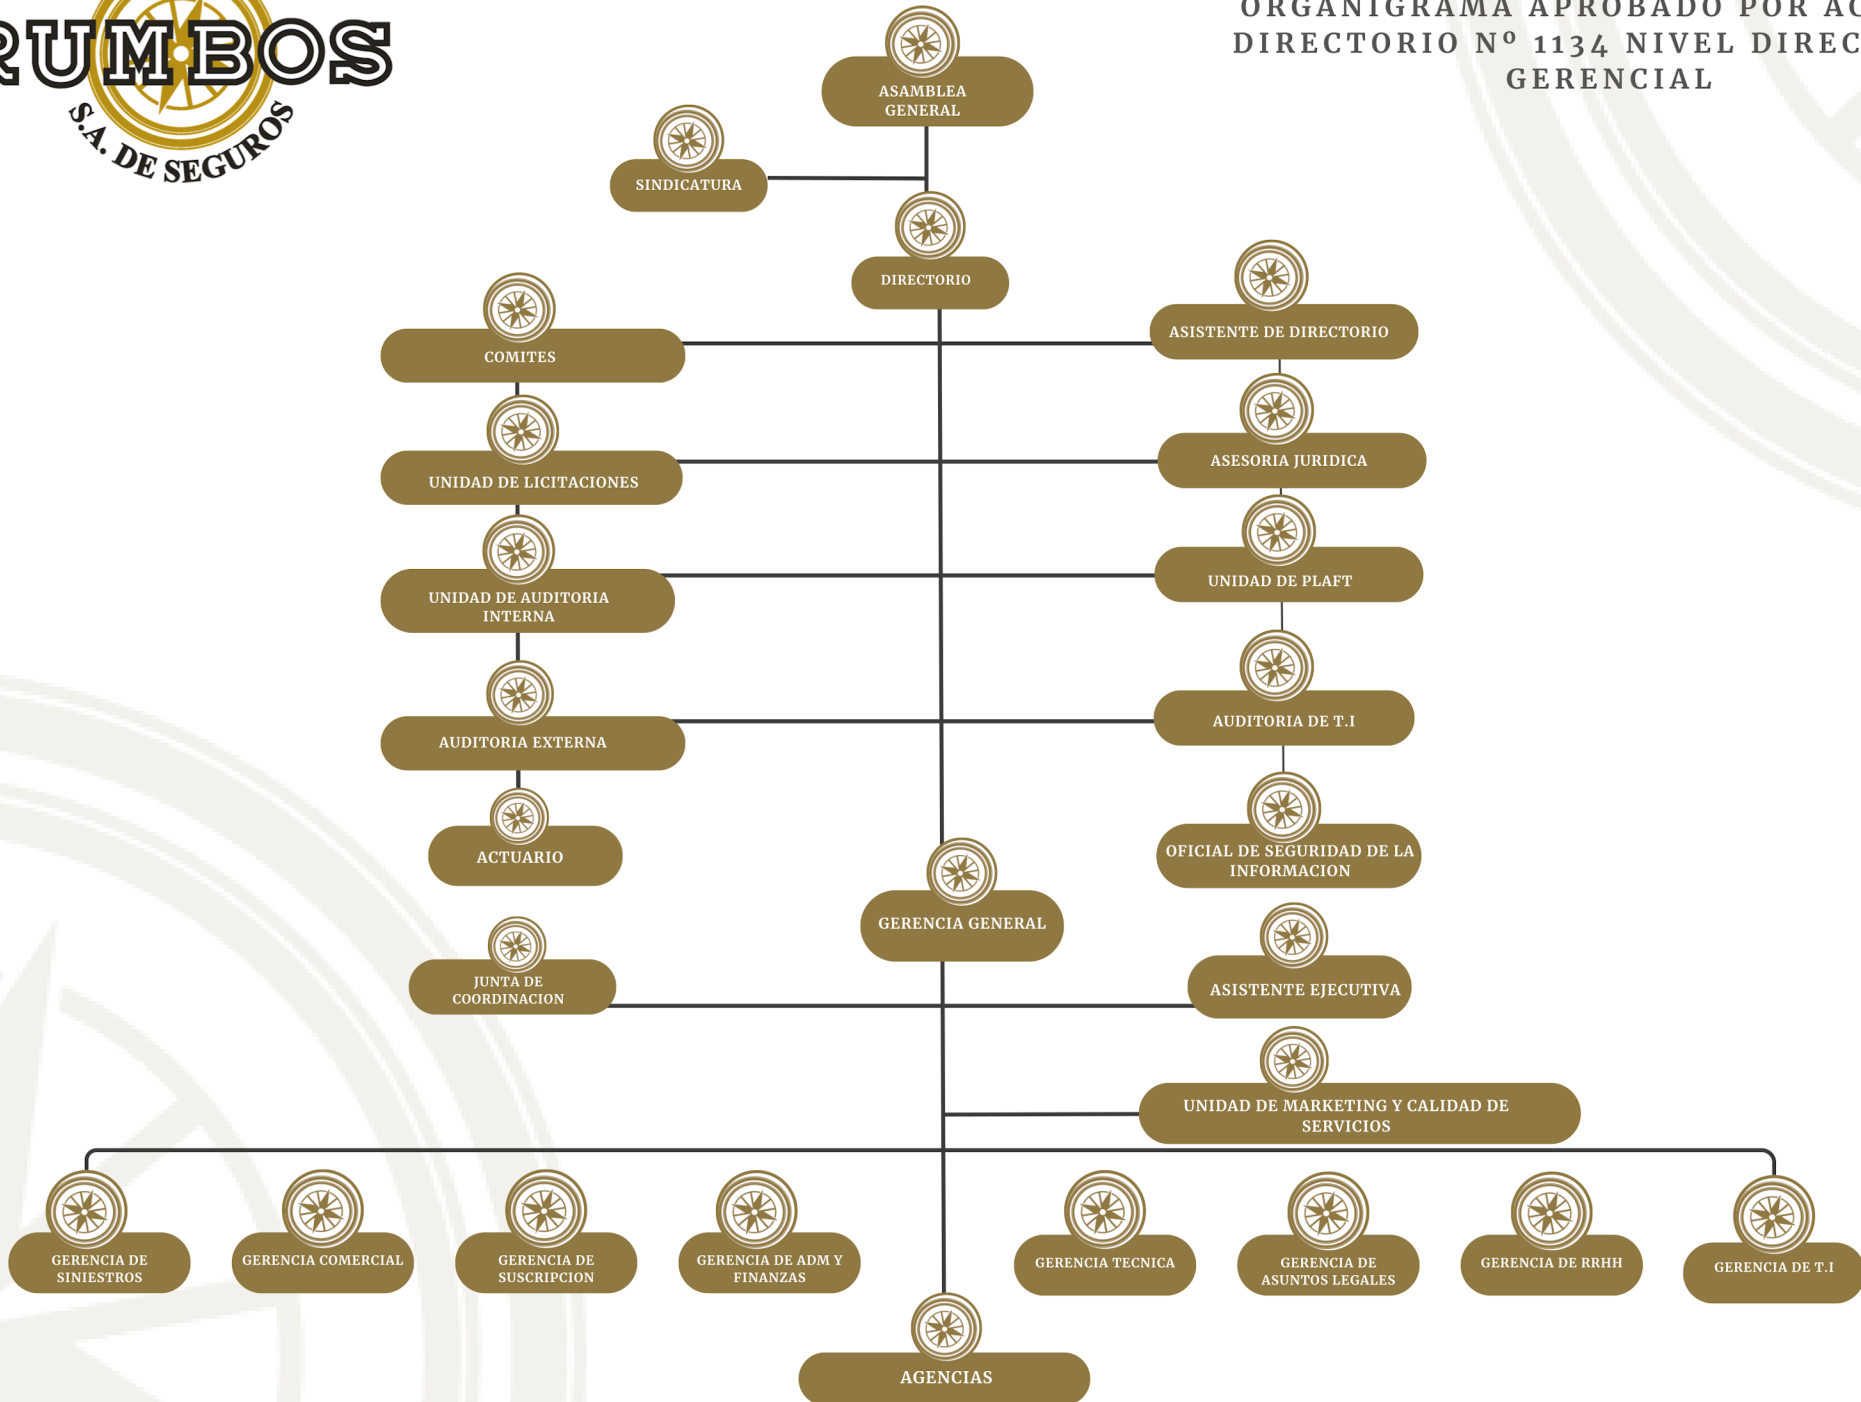 RUMBOS
S.A. DE SEGUROS
ORGANIGRAMA APROBADO POR
DIRECTORIO Nº 1134 NIVEL
GERENCIAL
ASAMBLEA
GENERAL
SINDICATURA
DIRECTORIO
COMITES
ASISTENTE DE DIRECTORIO
UNIDAD DE LICITACIONES
ASESORIA JURIDICA
UNIDAD DE AUDITORIA
INTERNA
UNIDAD DE PLAFT
AUDITORIA EXTERNA
AUDITORIA DE T.I
ACTUARIO
OFICIAL DE SEGURIDAD DE LA
INFORMACION
GERENCIA GENERAL
JUNTA DE
COORDINACION
ASISTENTE EJECUTIVA
UNIDAD DE MARKETING Y CALIDAD DE
SERVICIOS
GERENCIA DE
SINIESTROS
GERENCIA COMERCIAL
GERENCIA DE
SUSCRIPCION
GERENCIA DE ADM Y
FINANZAS
GERENCIA TECNICA
GERENCIA DE
ASUNTOS LEGALES
GERENCIA DE RRHH
GERENCIA DE T.I
AGENCIAS